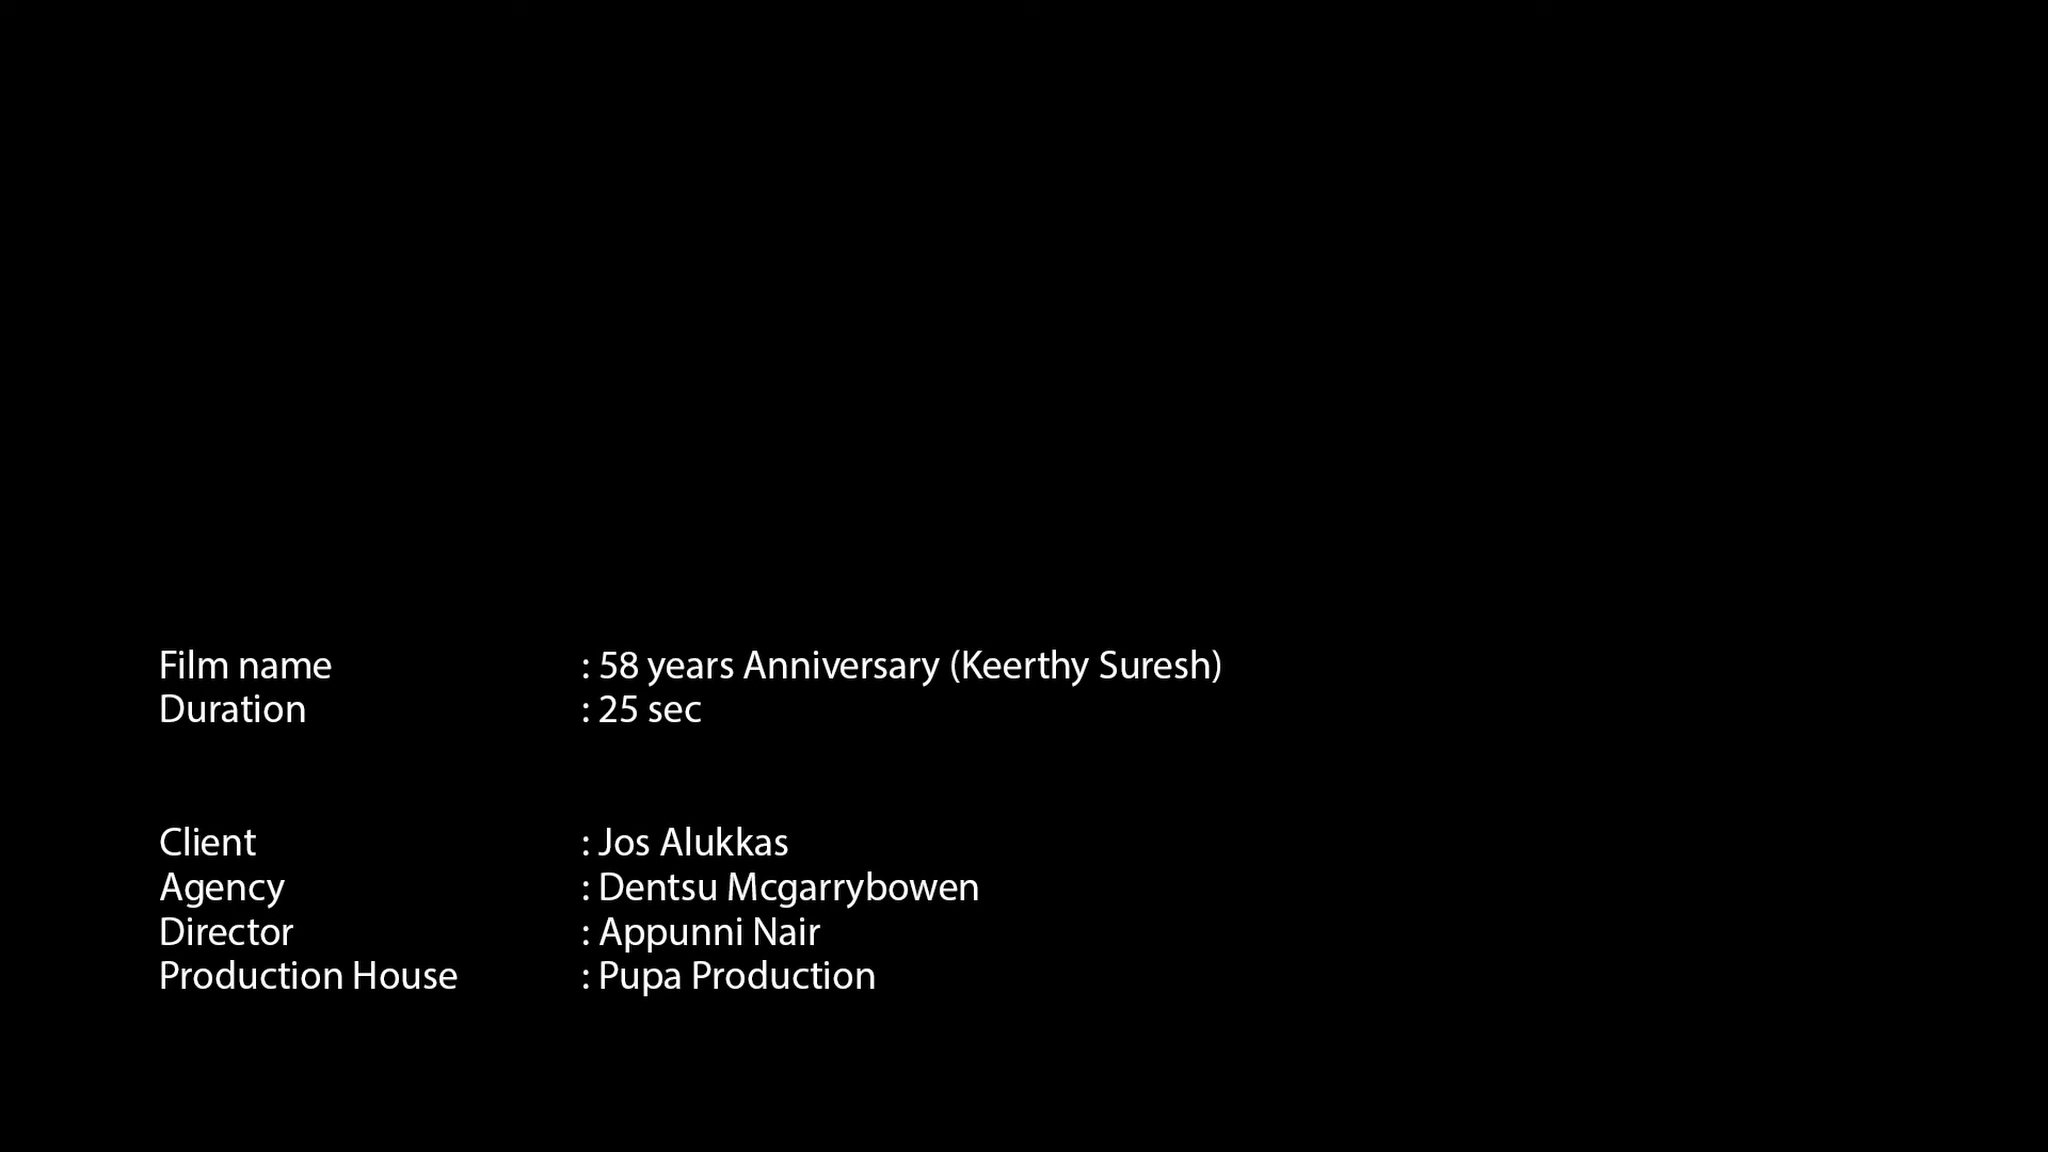 Film name : 58 years Anniversary (Keerthy Suresh)
Duration : 25 sec
Client : Jos Alukkas
Agency : Dentsu Mcgarrybowen
Director : Appunni Nair
Production House : Pupa Production